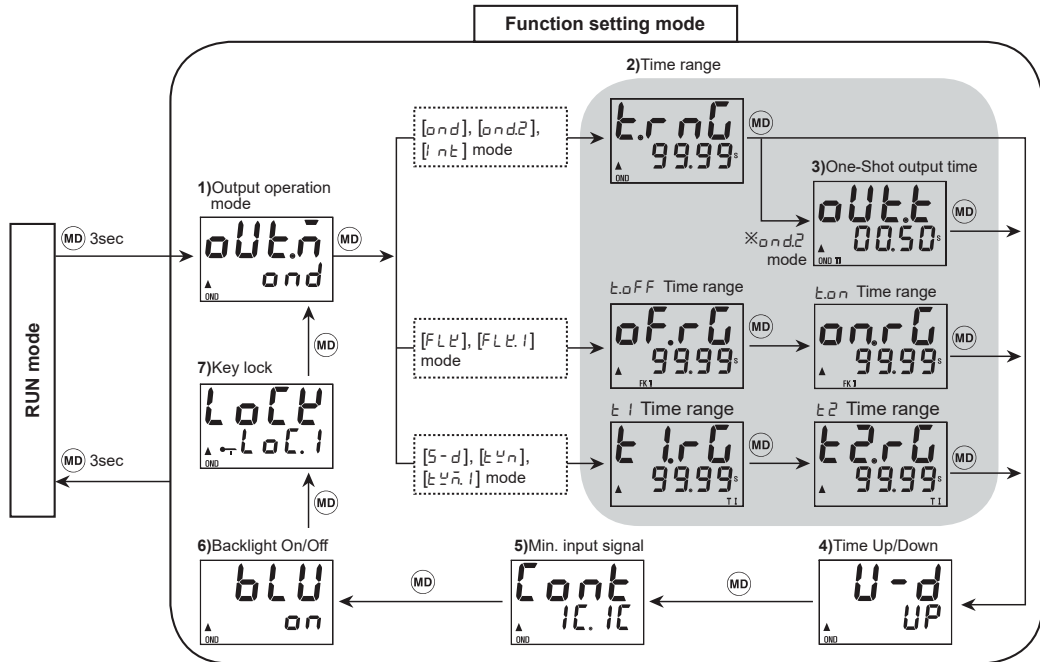 Function setting mode
2)Time range
[ond], [ond.2],
[Int] mode
t.rnG
99.99s
OND
MD
3)One-Shot output time
oUt.t
00.50s
OND T1
MD
※ond.2
mode
1)Output operation
mode
oUt.m
ond
OND
MD
RUN mode
MD 3sec
t.oFF Time range
oF.rG
99.99s
FK 1
MD
t.on Time range
on.rG
99.99s
FK 1
MD
[FLK], [FLK.1]
mode
MD
7)Key lock
LoCK
LoC.1
OND
MD 3sec
t1 Time range
t1.rG
99.99s
TI
MD
t2 Time range
t2.rG
99.99s
TI
MD
[S-d], [tWn],
[tWn.1] mode
MD
6)Backlight On/Off
bLU
on
OND
MD
5)Min. input signal
Cont
1C.1C
OND
MD
4)Time Up/Down
U-d
UP
OND